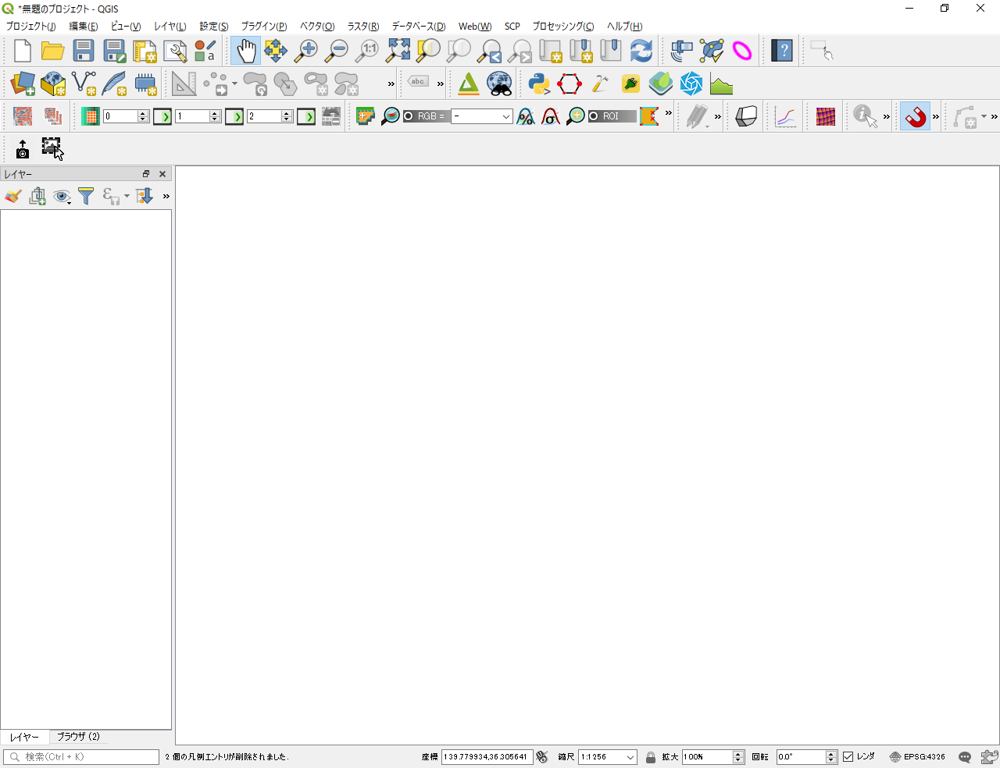 *無題のプロジェクト - QGIS
プロジェクト(J) 編集(E) ビュー(V) レイヤ(L) 設定(S) プラグイン(P) ベクタ(O) ラスタ(R) データベース(D) Web(W) SCP プロセッシング(C) ヘルプ(H)
a 1:1 ?
» abc »
0 1 2 RGB = - σ ROI » » » » »
レイヤー
ε »
レイヤー ブラウザ (2)
検索(Ctrl + K) 2 個の凡例エントリが削除されました. 座標 139.779934,36.305641 縮尺 1:1256 拡大 100% 回転 0.0° レンダ EPSG:4326